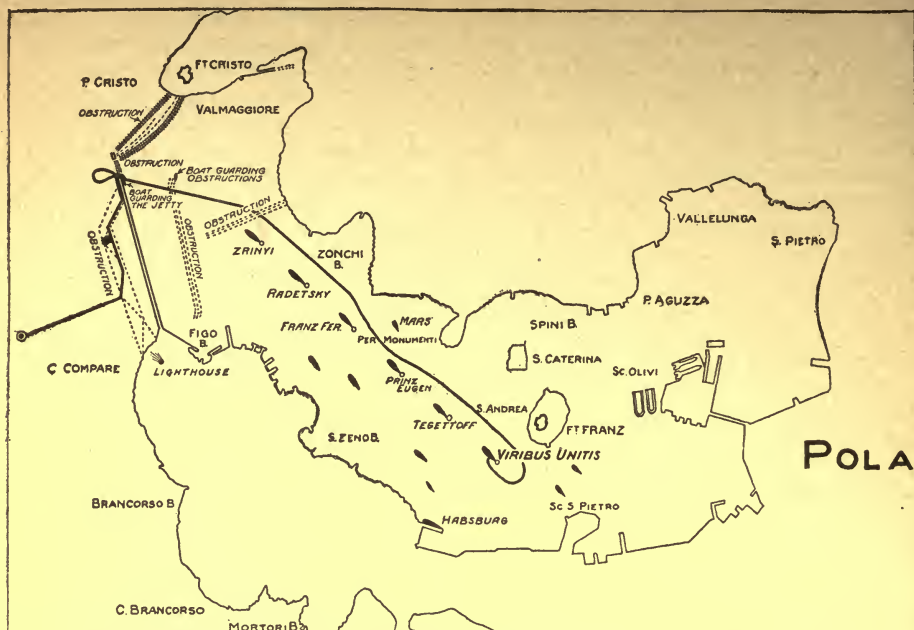 FT CRISTO
P. CRISTO
OBSTRUCTION
VALMAGGIORE
OBSTRUCTION
BOAT GUARDING
OBSTRUCTIONS
BOAT
GUARDING
THE JETTY
OBSTRUCTION
OBSTRUCTION
OBSTRUCTION
ZRINYI
ZONCHI
B.
VALLELUNGA
S. PIETRO
RADETSKY
P. AGUZZA
FRANZ FER.
MARS
PER MONUMENTI
SPINI B.
FIGO
B.
S. CATERINA
C COMPARE
LIGHTHOUSE
PRINZ
EUGEN
SC. OLIVI
S. ANDREA
TEGETTOFF
FT. FRANZ
S. ZENO B.
VIRIBUS UNITIS
POLA
BRANCORSO B
SC S PIETRO
HABSBURG
C. BRANCORSO
MORTORI B.